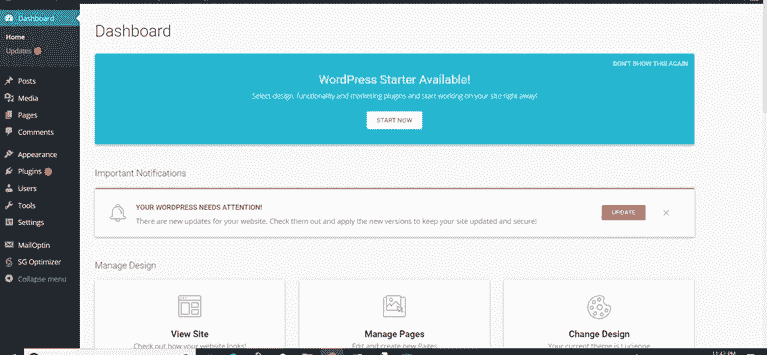 Dashboard
Home
Updates
Posts
Media
Pages
Comments
Appearance
Plugins
Users
Tools
Settings
MailOptin
SG Optimizer
Collapse menu
Dashboard
DON'T SHOW THIS AGAIN
WordPress Starter Available!
Select design, functionality and marketing plugins and start working on your site right away!
START NOW
Important Notifications
YOUR WORDPRESS NEEDS ATTENTION!
There are new updates for your website. Check them out and apply the new versions to keep your site updated and secure!
UPDATE
Manage Design
View Site
Check out how your website looks!
Manage Pages
Edit and create new Pages
Change Design
Your current theme is
11:42 PM